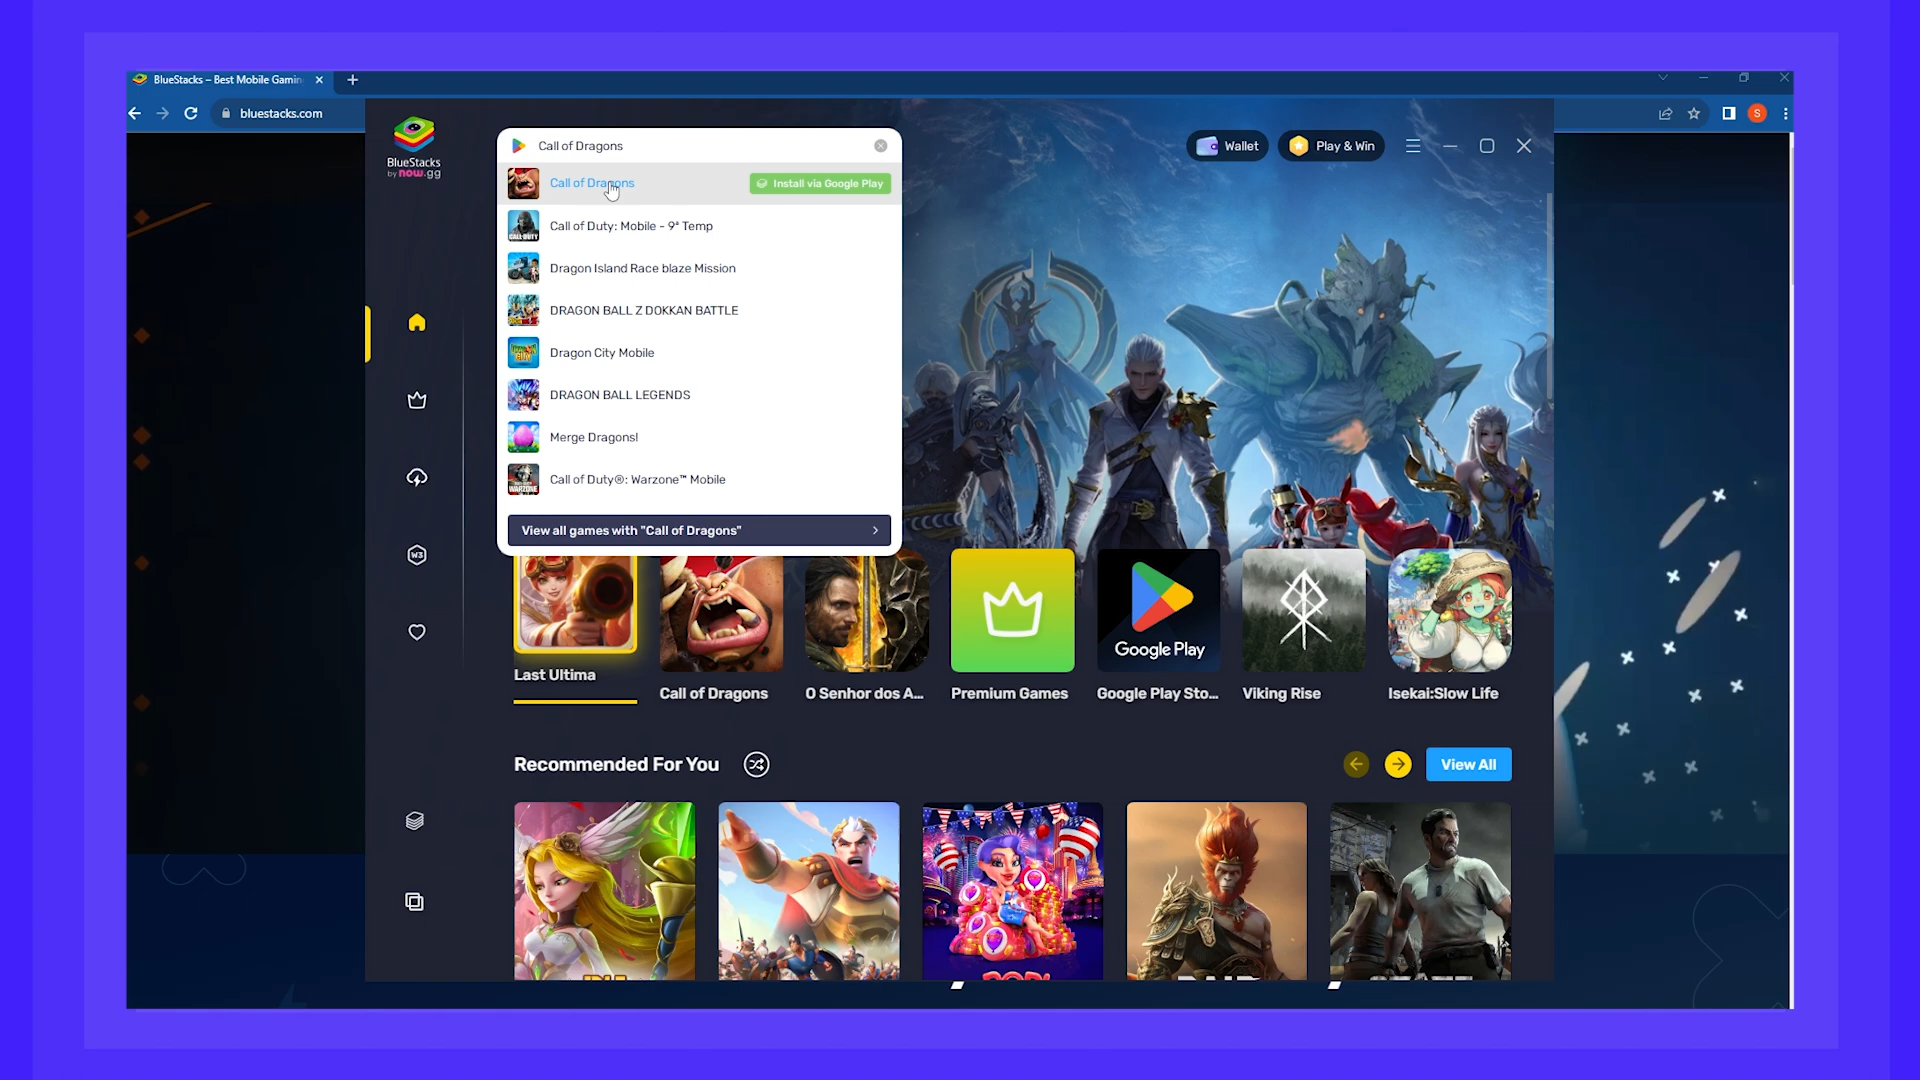 BlueStacks – Best Mobile Gamin
bluestacks.com
S
BlueStacks
by now.gg
Call of Dragons
Wallet
Play & Win
Call of Dragons
Install via Google Play
Call of Duty: Mobile - 9ª Temp
Dragon Island Race blaze Mission
DRAGON BALL Z DOKKAN BATTLE
Dragon City Mobile
DRAGON BALL LEGENDS
Merge Dragons!
Call of Duty®: Warzone™ Mobile
View all games with "Call of Dragons"
W3
Google Play
Last Ultima
Call of Dragons
O Senhor dos A...
Premium Games
Google Play Sto...
Viking Rise
Isekai:Slow Life
Recommended For You
View All